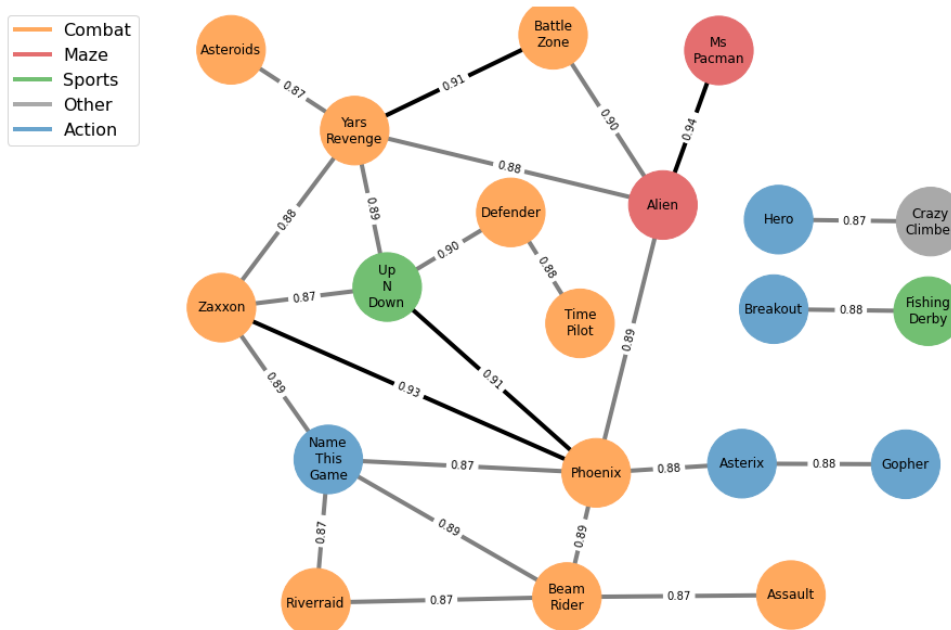 Combat
Maze
Sports
Other
Action
Asteroids
Battle
Zone
Ms
Pacman
0.87
0.91
Yars
Revenge
0.90
0.94
0.88
Alien
Defender
Hero
0.87
Crazy
Climbe
0.88
0.89
0.90
0.88
Up
N
Down
Zaxxon
0.87
Time
Pilot
Breakout
0.88
Fishing
Derby
0.89
0.89
0.93
0.91
Name
This
Game
0.87
Phoenix
0.88
Asterix
0.88
Gopher
0.87
0.89
0.89
Riverraid
0.87
Beam
Rider
0.87
Assault